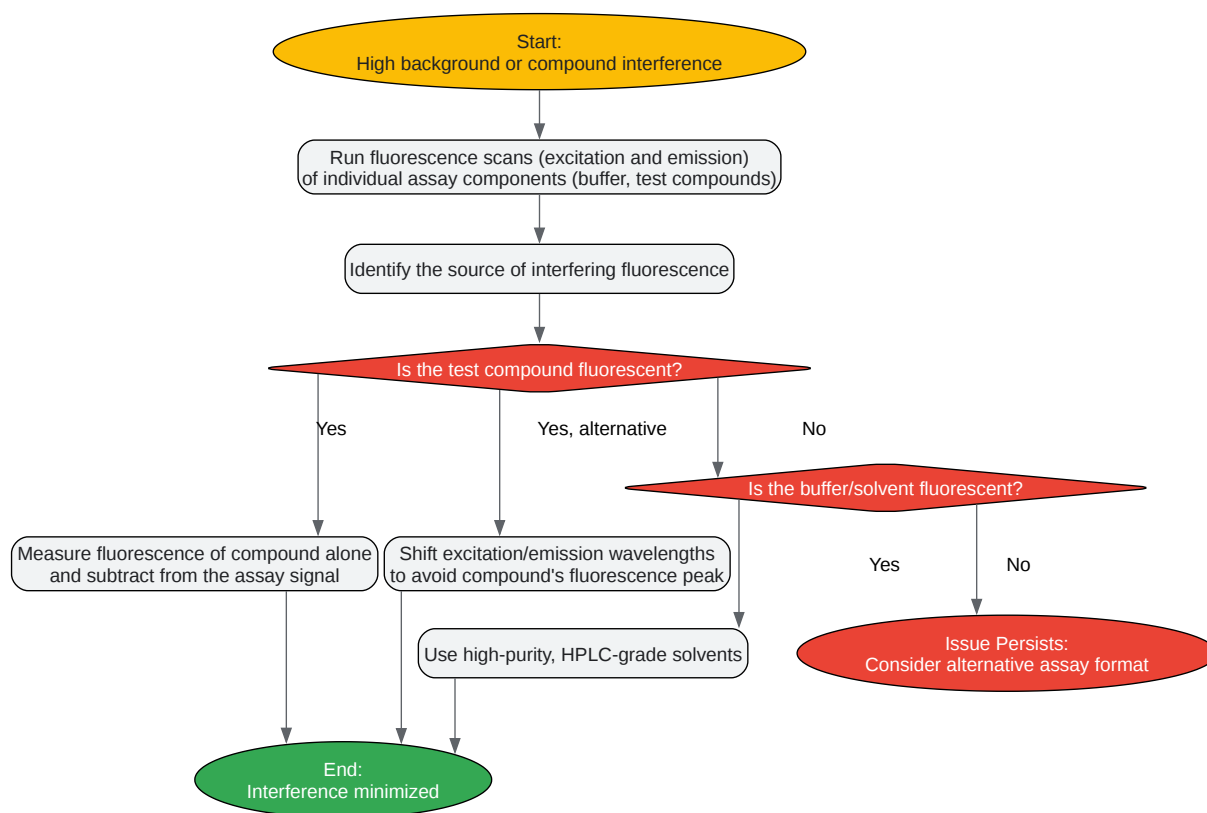 Start:
High background or compound interference
Run fluorescence scans (excitation and emission)
of individual assay components (buffer, test compounds)
Identify the source of interfering fluorescence
Is the test compound fluorescent?
Yes
Yes, alternative
No
Is the buffer/solvent fluorescent?
Measure fluorescence of compound alone
and subtract from the assay signal
Shift excitation/emission wavelengths
to avoid compound's fluorescence peak
Yes
No
Use high-purity, HPLC-grade solvents
Issue Persists:
Consider alternative assay format
End:
Interference minimized